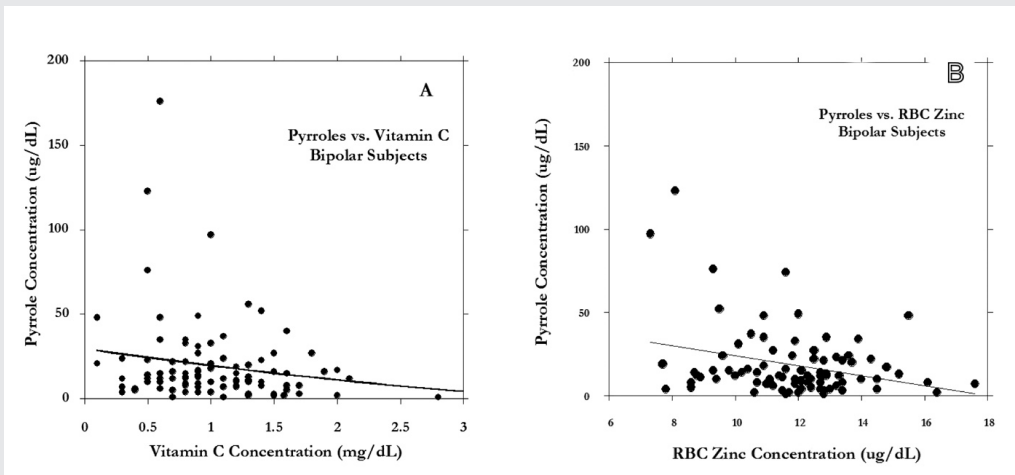 A
Pyrroles vs. Vitamin C
Bipolar Subjects
Pyrrole Concentration (ug/dL)
200
150
100
50
0
0 0.5 1 1.5 2 2.5 3
Vitamin C Concentration (mg/dL)
B
Pyrroles vs. RBC Zinc
Bipolar Subjects
Pyrrole Concentration (ug/dL)
200
150
100
50
0
6 8 10 12 14 16 18
RBC Zinc Concentration (ug/dL)